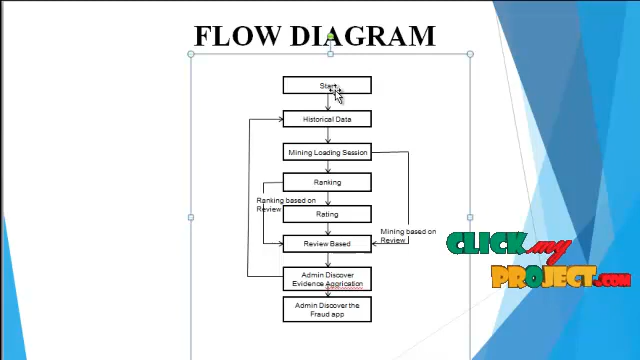 FLOW DIAGRAM
Start
Historical Data
Mining Loading Session
Ranking
Ranking based on
Review
Rating
Mining based on
Review
Review Based
Admin Discover
Evidence Aggrication
Admin Discover the
Fraud app
CLICK my
PROJECT.COM